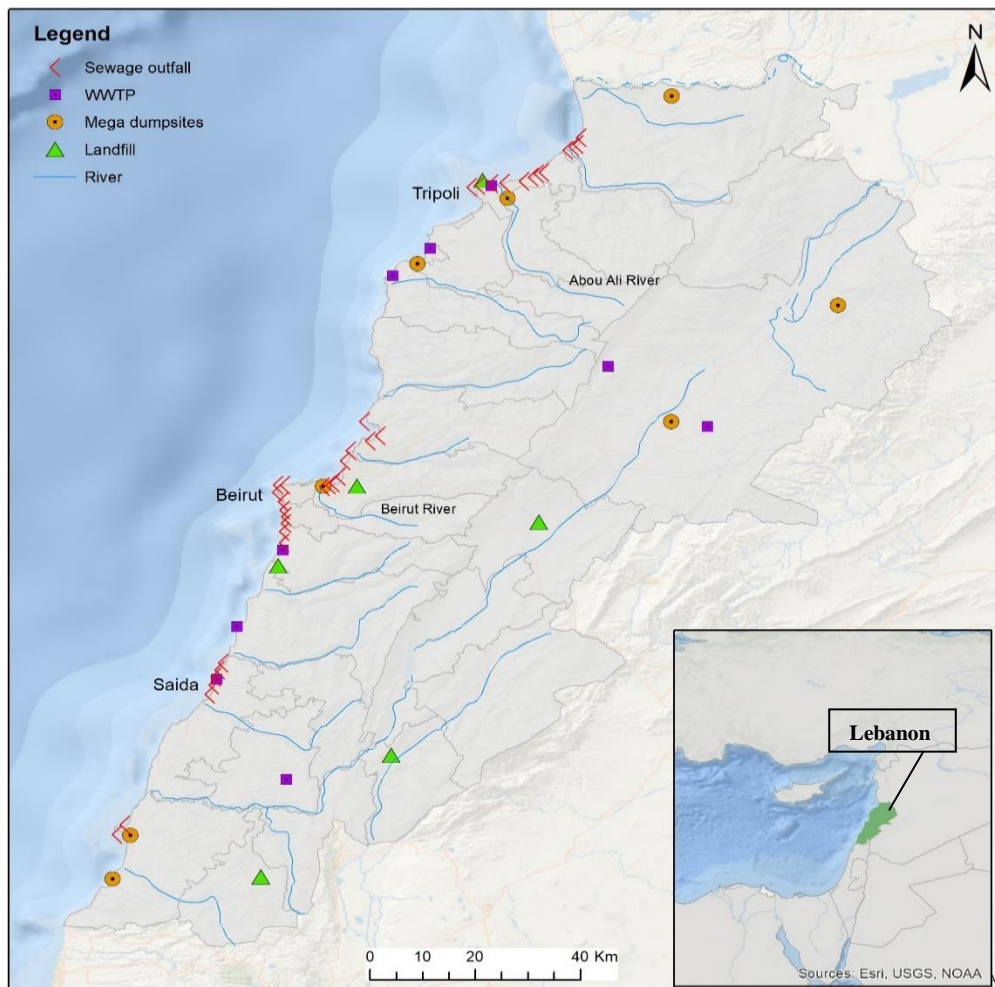 Legend
Sewage outfall
WWTP
Mega dumpsites
Landfill
River
N
Tripoli
Abou Ali River
Beirut
Beirut River
Saida
Lebanon
0 10 20 40 Km
Sources: Esri, USGS, NOAA